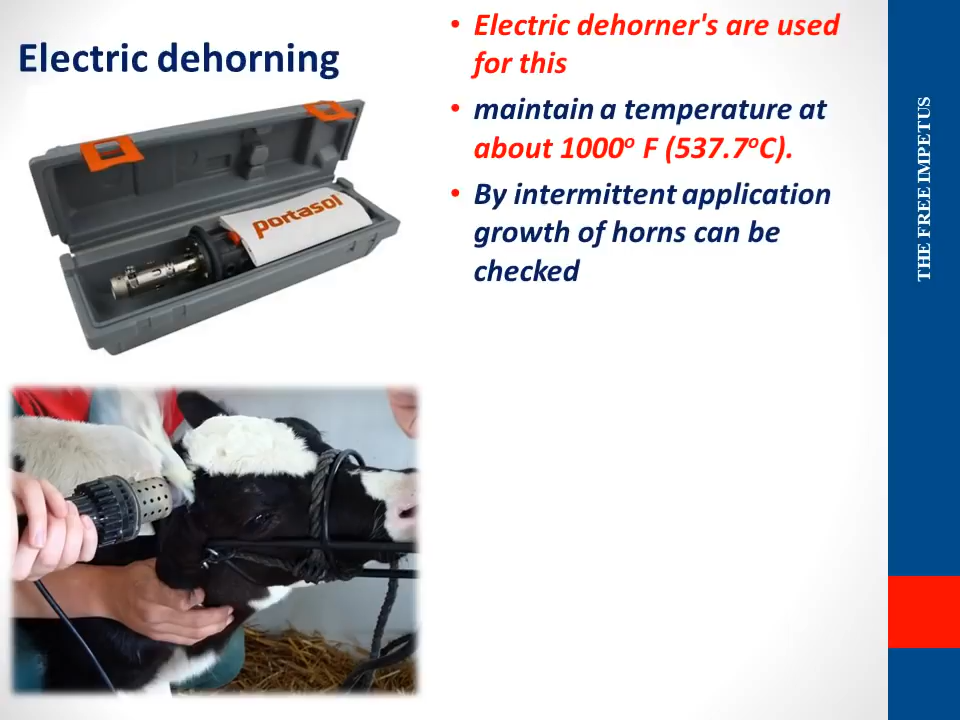 Electric dehorning
portasol
• Electric dehorner's are used
for this
• maintain a temperature at
about 1000º F (537.7ºC).
• By intermittent application
growth of horns can be
checked
THE FREE IMPETUS